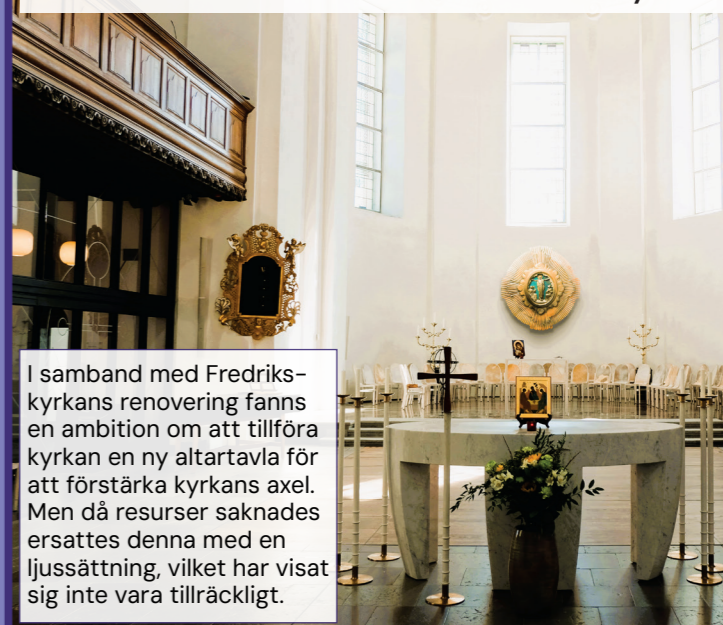 I samband med Fredriks-
kyrkans renovering fanns
en ambition om att tillföra
kyrkan en ny altartavla för
att förstärka kyrkans axel.
Men då resurser saknades
ersattes denna med en
ljussättning, vilket har visat
sig inte vara tillräckligt.